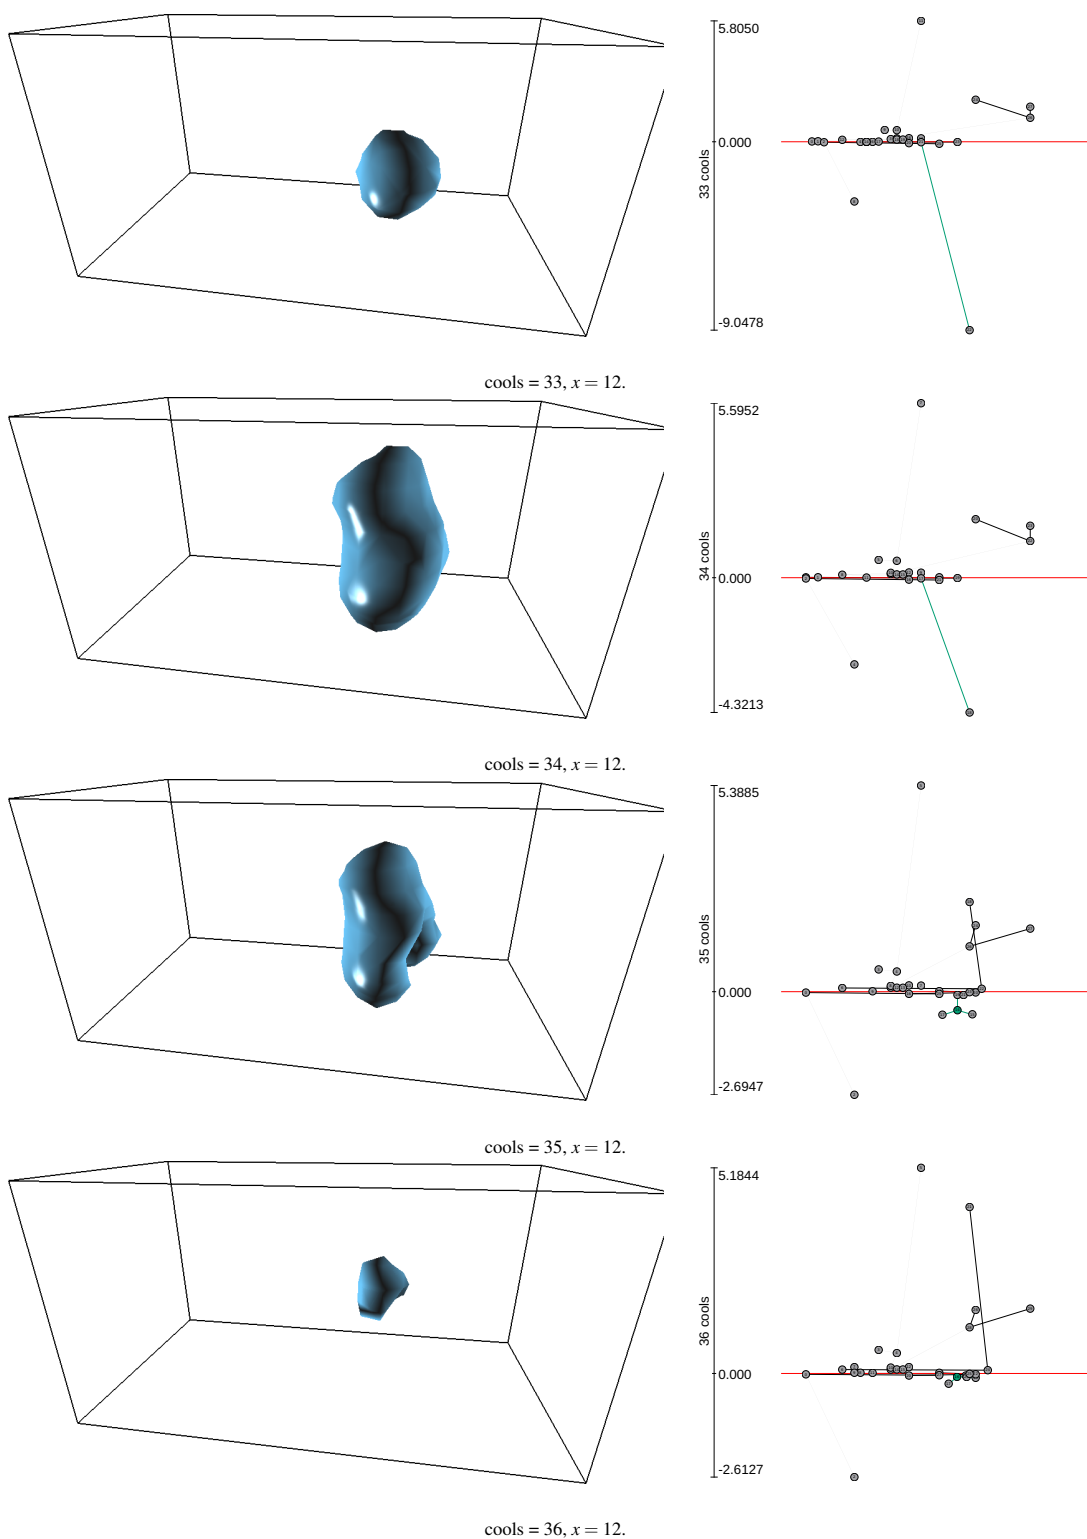 5.8050
0.000
33 cools
-9.0478
cools = 33, x = 12.
5.5952
34 cools
0.000
-4.3213
cools = 34, x = 12.
5.3885
35 cools
0.000
-2.6947
cools = 35, x = 12.
5.1844
36 cools
0.000
-2.6127
cools = 36, x = 12.